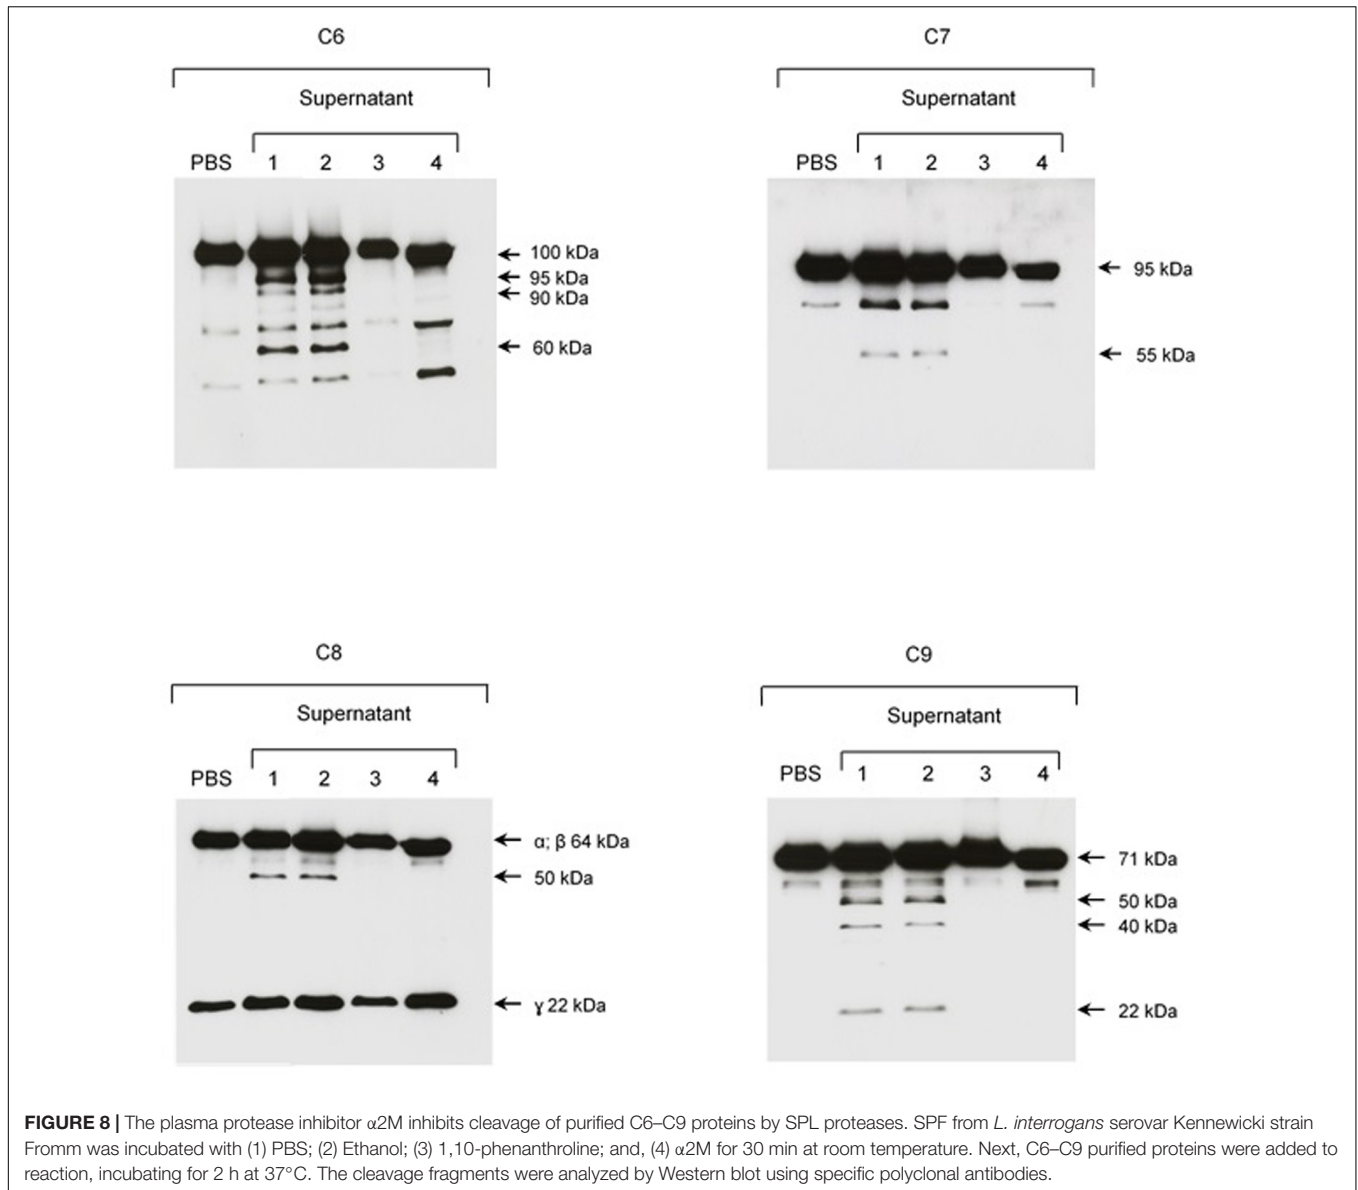 C6
Supernatant
PBS 1 2 3 4
100 kDa
95 kDa
90 kDa
60 kDa
C7
Supernatant
PBS 1 2 3 4
95 kDa
55 kDa
C8
Supernatant
PBS 1 2 3 4
α; β 64 kDa
50 kDa
γ 22 kDa
C9
Supernatant
PBS 1 2 3 4
71 kDa
50 kDa
40 kDa
22 kDa
FIGURE 8 | The plasma protease inhibitor α2M inhibits cleavage of purified C6–C9 proteins by SPL proteases. SPF from L. interrogans serovar Kennewicki strain
Fromm was incubated with (1) PBS; (2) Ethanol; (3) 1,10-phenanthroline; and, (4) α2M for 30 min at room temperature. Next, C6–C9 purified proteins were added to
reaction, incubating for 2 h at 37°C. The cleavage fragments were analyzed by Western blot using specific polyclonal antibodies.